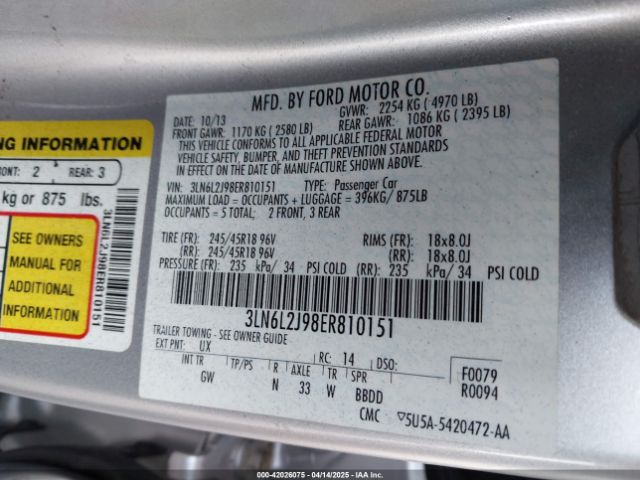 MFD. BY FORD MOTOR CO.
DATE: 10/13 GVWR: 2254 KG ( 4970 LB)
FRONT GAWR: 1170 KG ( 2580 LB) REAR GAWR: 1086 KG ( 2395 LB)
THIS VEHICLE CONFORMS TO ALL APPLICABLE FEDERAL MOTOR
VEHICLE SAFETY, BUMPER, AND THEFT PREVENTION STANDARDS
IN EFFECT ON THE DATE OF MANUFACTURE SHOWN ABOVE.
VIN: 3LN6L2J98ER810151 TYPE: Passenger Car
MAXIMUM LOAD = OCCUPANTS + LUGGAGE = 396KG/ 875LB
OCCUPANTS = 5 TOTAL; 2 FRONT, 3 REAR
TIRE (FR): 245/45R18 96V RIMS (FR): 18x8.0J
(RR): 245/45R18 96V (RR): 18x8.0J
PRESSURE (FR): 235 kPa/ 34 PSI COLD (RR): 235 kPa/ 34 PSI COLD
3LN6L2J98ER810151
TRAILER TOWING - SEE OWNER GUIDE
EXT PNT: UX RC: 14 DSO: F0079
INT TR TP/PS R AXLE TR SPR R0094
GW N 33 W BBDD
CMC ▽5U5A-5420472-AA
NG INFORMATION
RONT: 2 REAR: 3
kg or 875 lbs.
SEE OWNERS
MANUAL FOR
ADDITIONAL
INFORMATION
3LN6L2J98ER810151
000-42026075 - 04/14/2025 - IAAI.COM